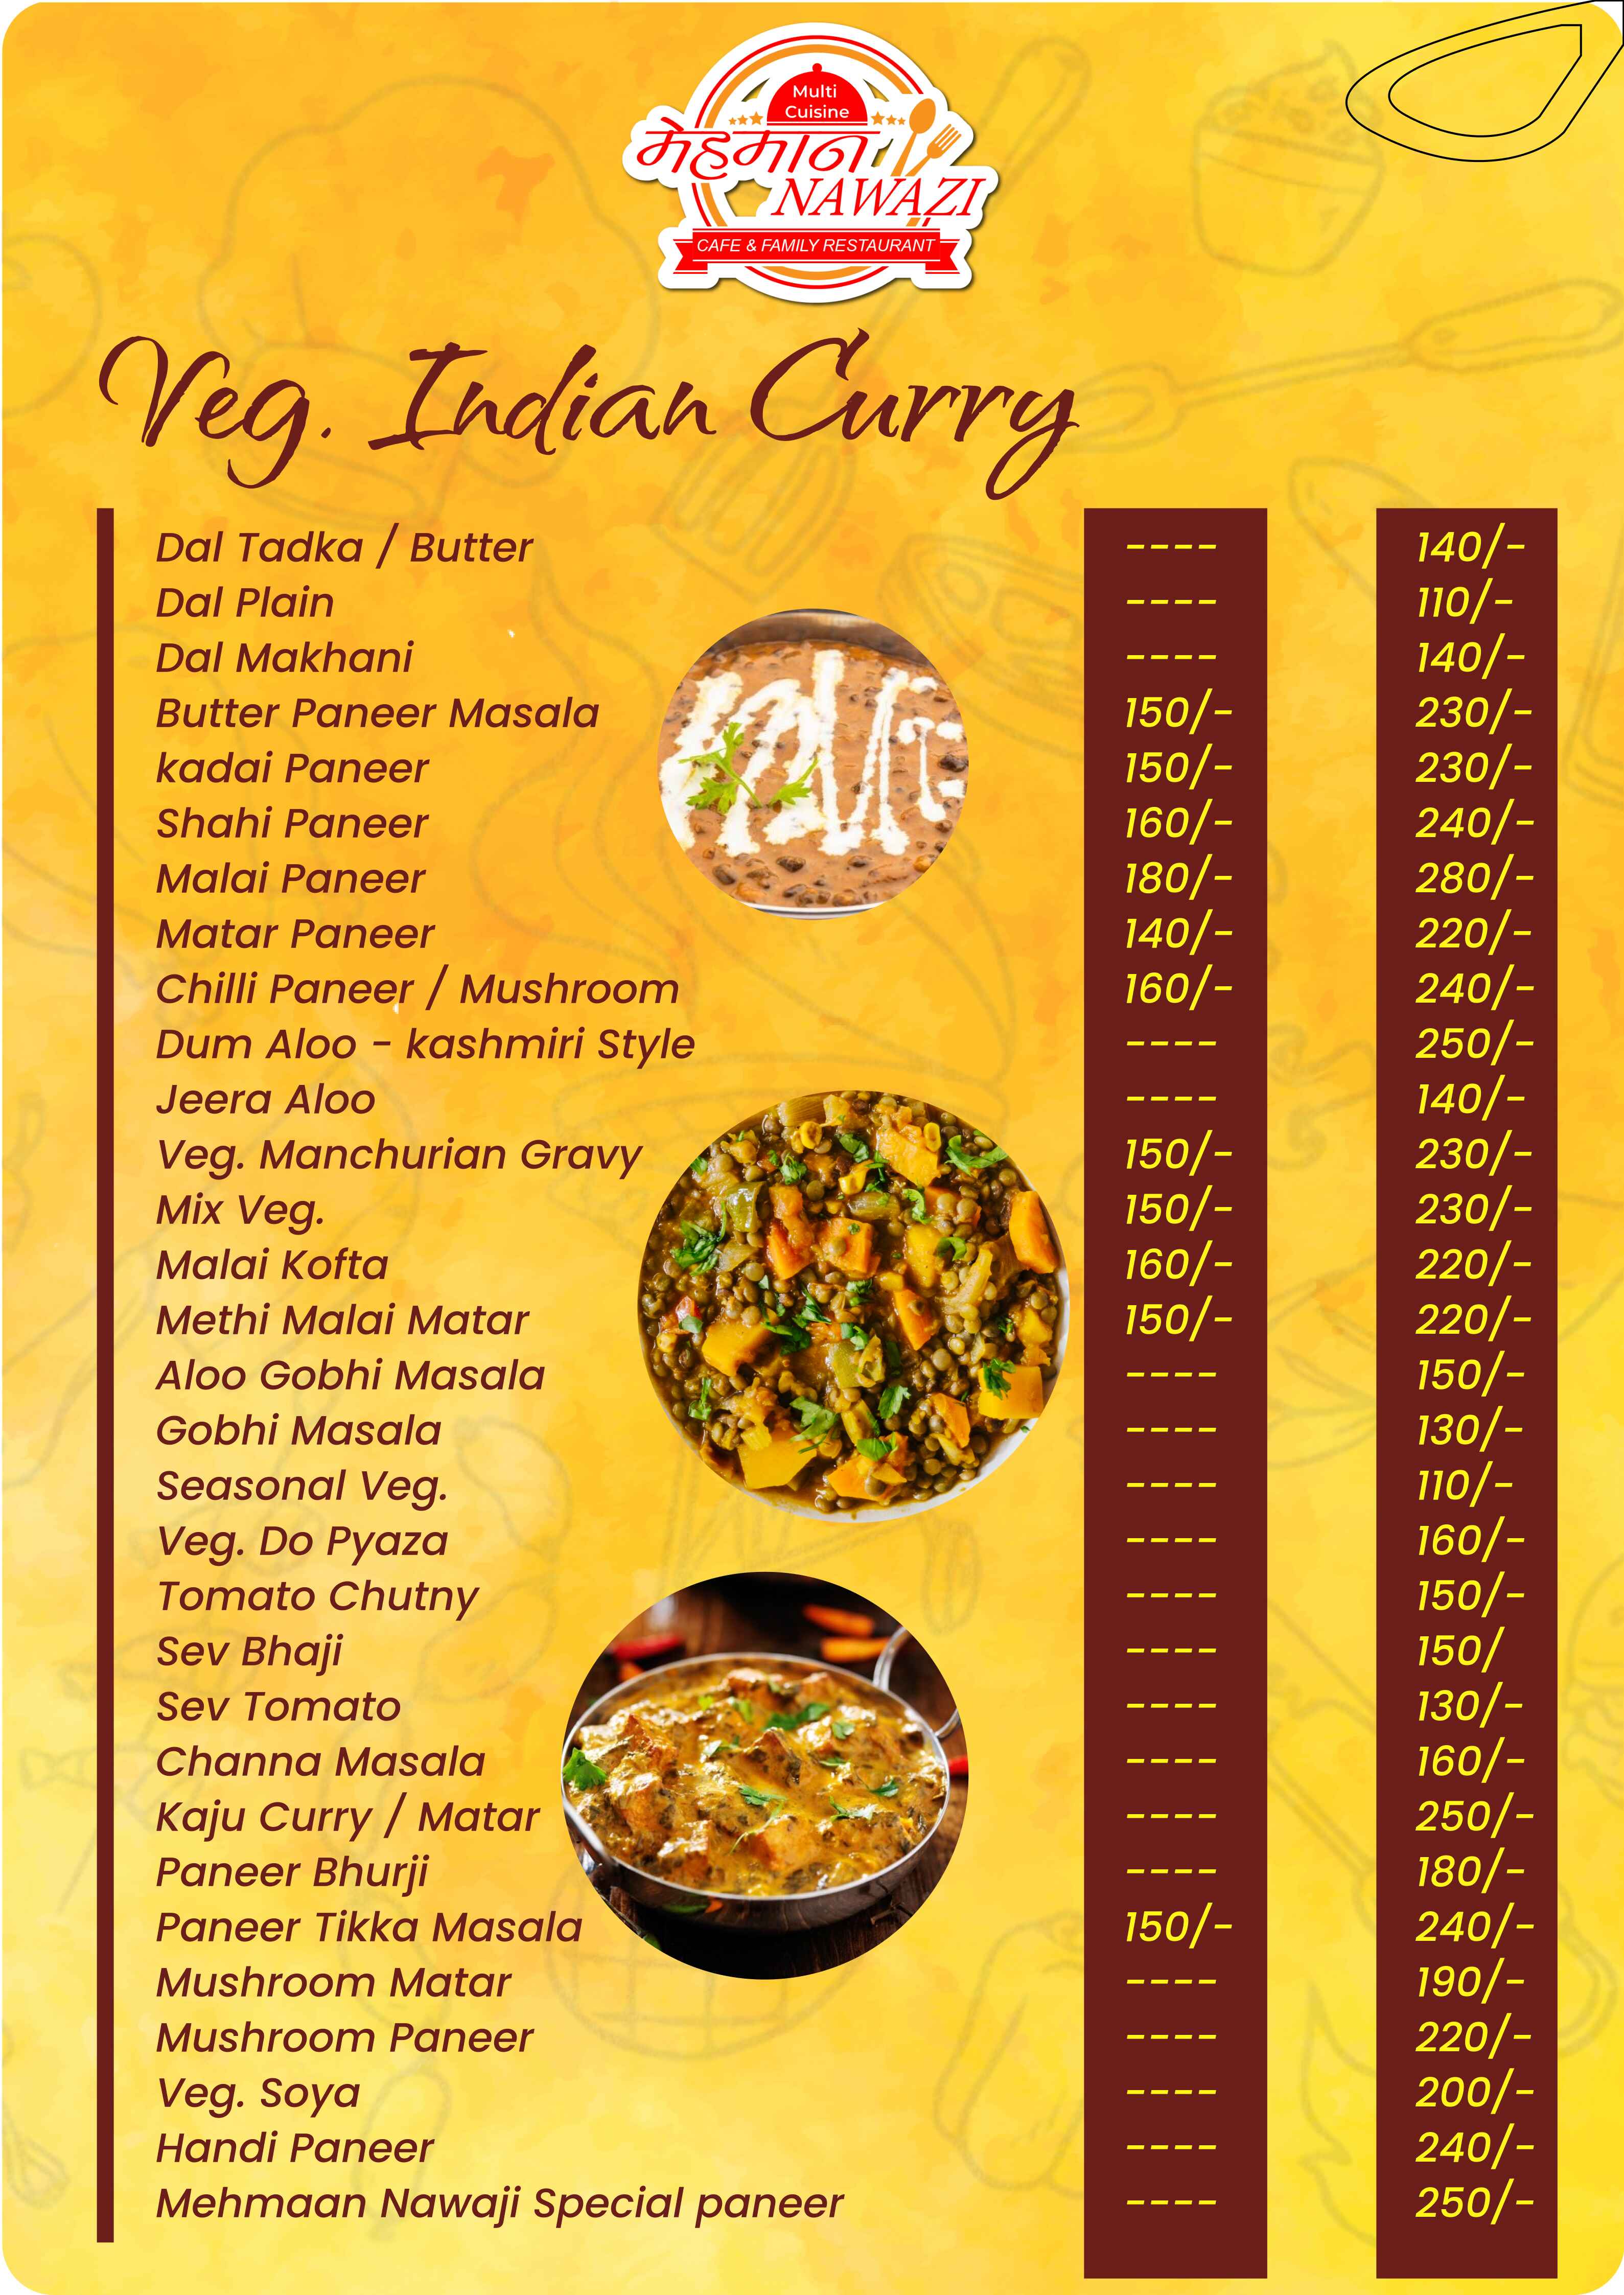 Multi
Cuisine
मेहमान
NAWAZI
CAFE & FAMILY RESTAURANT
Veg. Indian Curry
Dal Tadka / Butter ---- 140/-
Dal Plain ---- 110/-
Dal Makhani ---- 140/-
Butter Paneer Masala 150/- 230/-
kadai Paneer 150/- 230/-
Shahi Paneer 160/- 240/-
Malai Paneer 180/- 280/-
Matar Paneer 140/- 220/-
Chilli Paneer / Mushroom 160/- 240/-
Dum Aloo - kashmiri Style ---- 250/-
Jeera Aloo ---- 140/-
Veg. Manchurian Gravy 150/- 230/-
Mix Veg. 150/- 230/-
Malai Kofta 160/- 220/-
Methi Malai Matar 150/- 220/-
Aloo Gobhi Masala ---- 150/-
Gobhi Masala ---- 130/-
Seasonal Veg. ---- 110/-
Veg. Do Pyaza ---- 160/-
Tomato Chutny ---- 150/-
Sev Bhaji ---- 150/
Sev Tomato ---- 130/-
Channa Masala ---- 160/-
Kaju Curry / Matar ---- 250/-
Paneer Bhurji ---- 180/-
Paneer Tikka Masala 150/- 240/-
Mushroom Matar ---- 190/-
Mushroom Paneer ---- 220/-
Veg. Soya ---- 200/-
Handi Paneer ---- 240/-
Mehmaan Nawaji Special paneer ---- 250/-